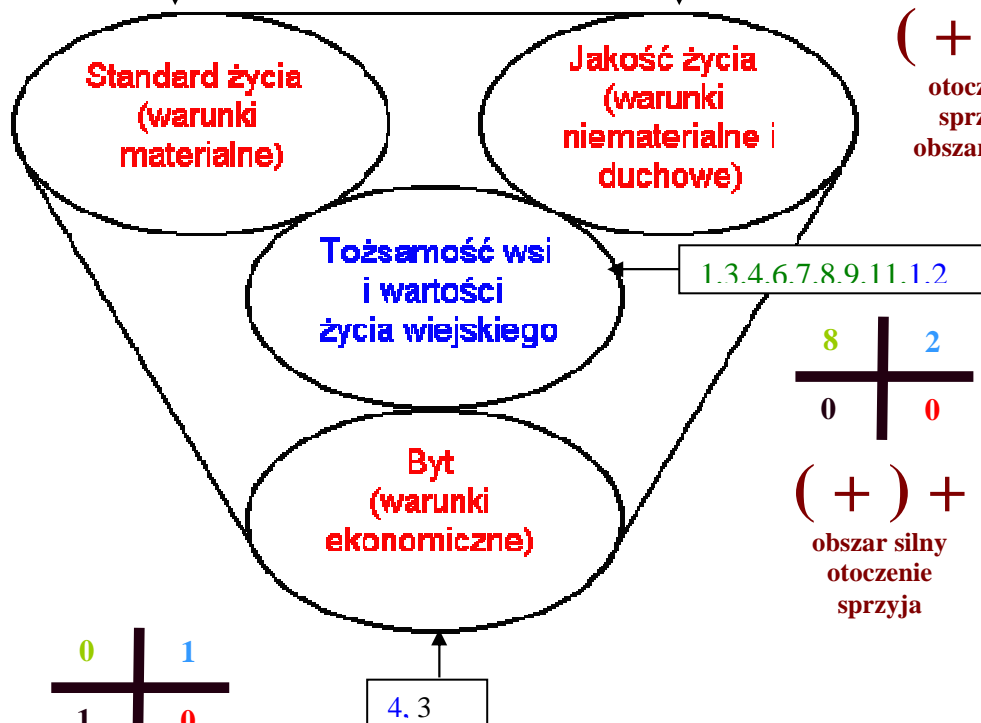 Standard życia
(warunki
materialne)
Jakość życia
(warunki
niematerialne i
duchowe)
( +
Tożsamość wsi
i wartości
życia wiejskiego
1.3.4.6.7.8.9.11.1.2
8 2
0 0
Byt
(warunki
ekonomiczne)
( + ) +
obszar silny
otoczenie
sprzyja
0 1
1 0
4, 3